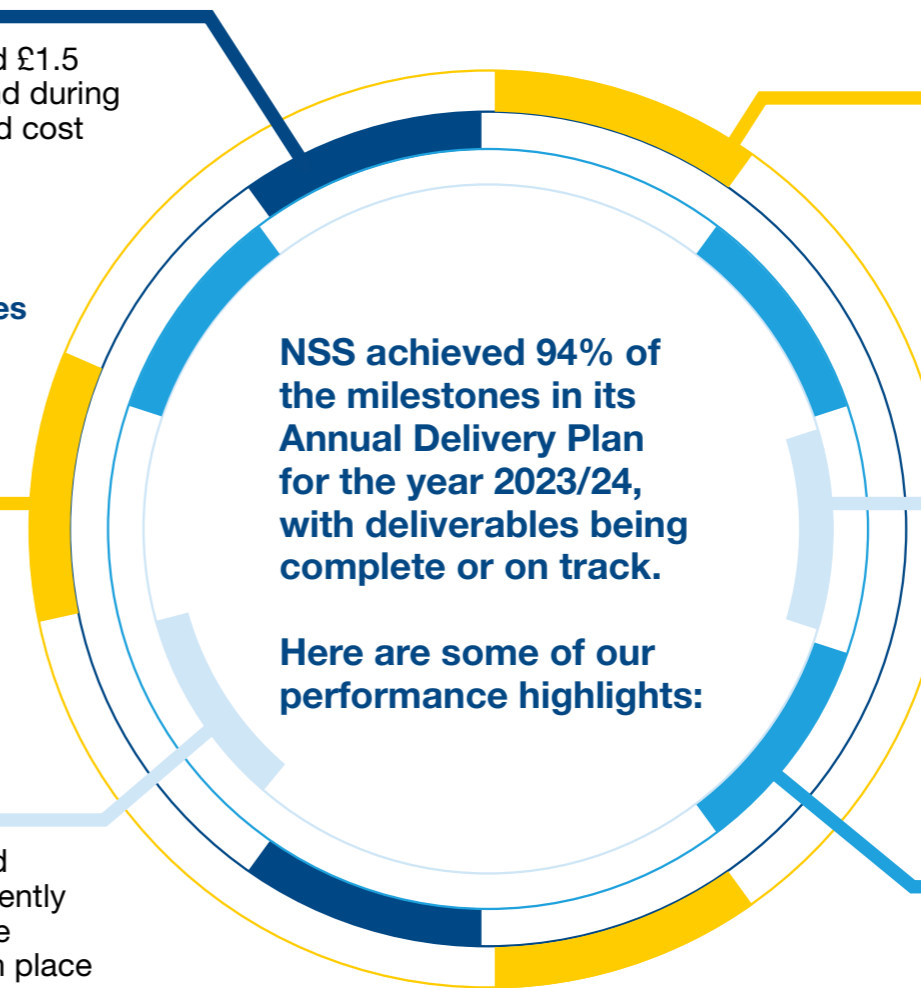 d £1.5
nd during
d cost
es
NSS achieved 94% of
the milestones in its
Annual Delivery Plan
for the year 2023/24,
with deliverables being
complete or on track.
Here are some of our
performance highlights:
d
ently
e
n place